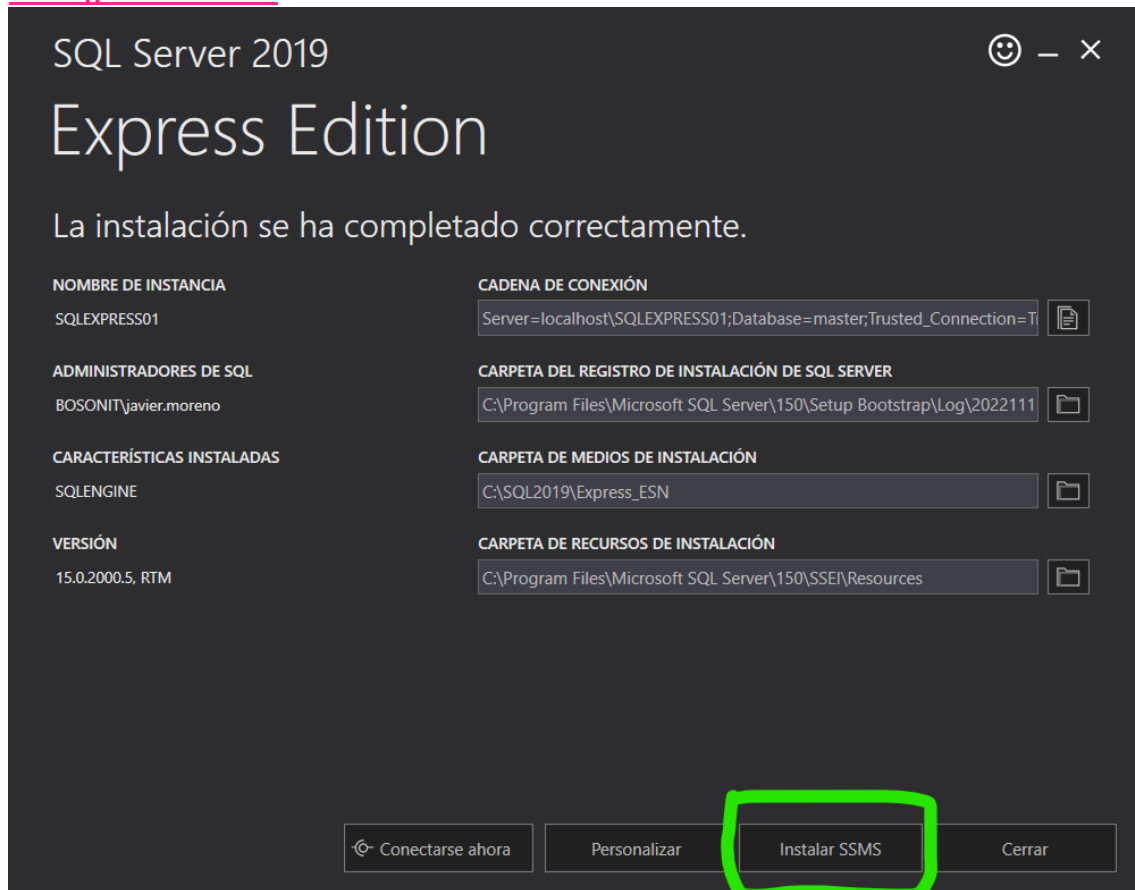 SQL Server 2019
Express Edition
La instalación se ha completado correctamente.
NOMBRE DE INSTANCIA
SQLEXPRESS01
CADENA DE CONEXIÓN
Server=localhost\SQLEXPRESS01;Database=master;Trusted_Connection=
ADMINISTRADORES DE SQL
BOSONIT\javier.moreno
CARPETA DEL REGISTRO DE INSTALACIÓN DE SQL SERVER
C:\Program Files\Microsoft SQL Server\150\Setup Bootstrap\Log\2022111
CARACTERÍSTICAS INSTALADAS
SQLENGINE
CARPETA DE MEDIOS DE INSTALACIÓN
C:\SQL2019\Express_ESN
VERSIÓN
15.0.2000.5, RTM
CARPETA DE RECURSOS DE INSTALACIÓN
C:\Program Files\Microsoft SQL Server\150\SSEI\Resources
Conectarse ahora
Personalizar
Instalar SSMS
Cerrar